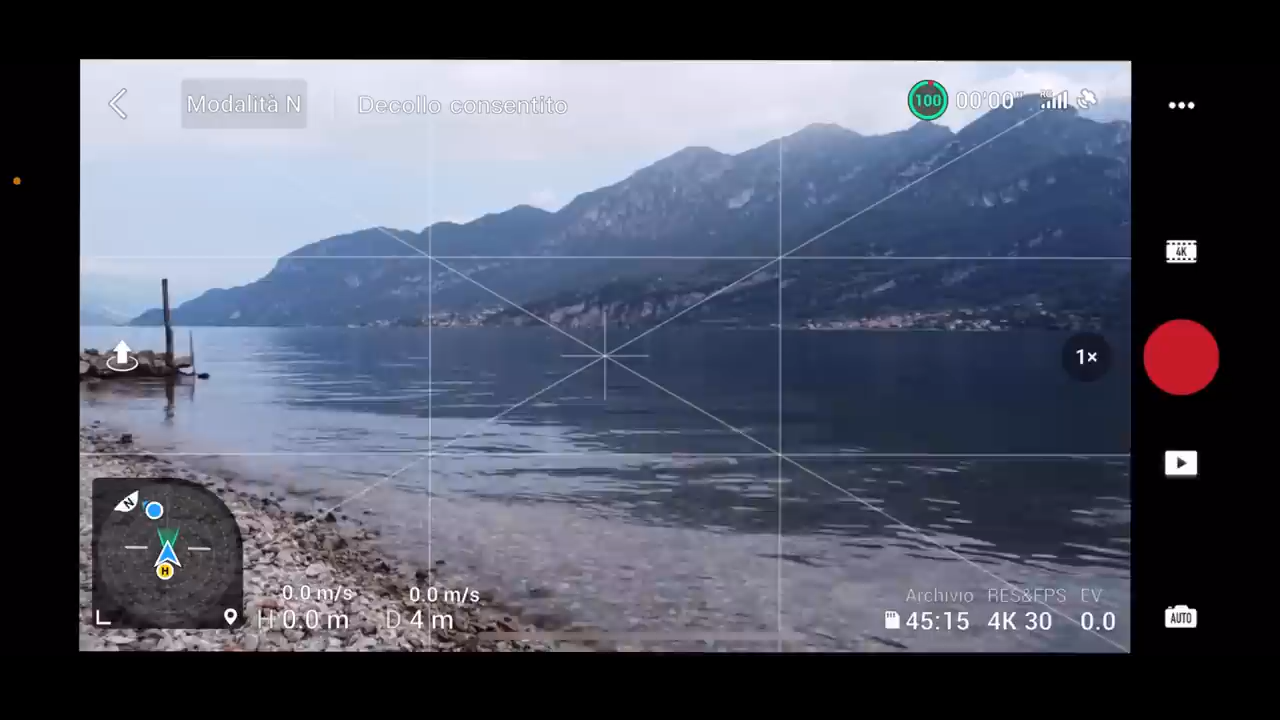 Modalità N
Decollo consentito
100
00'00"
RC
4K
1×
N
H
0.0 m/s
0.0 m/s
H 0.0 m
D 4 m
Archivio RES&FPS EV
45:15 4K 30 0.0
AUTO